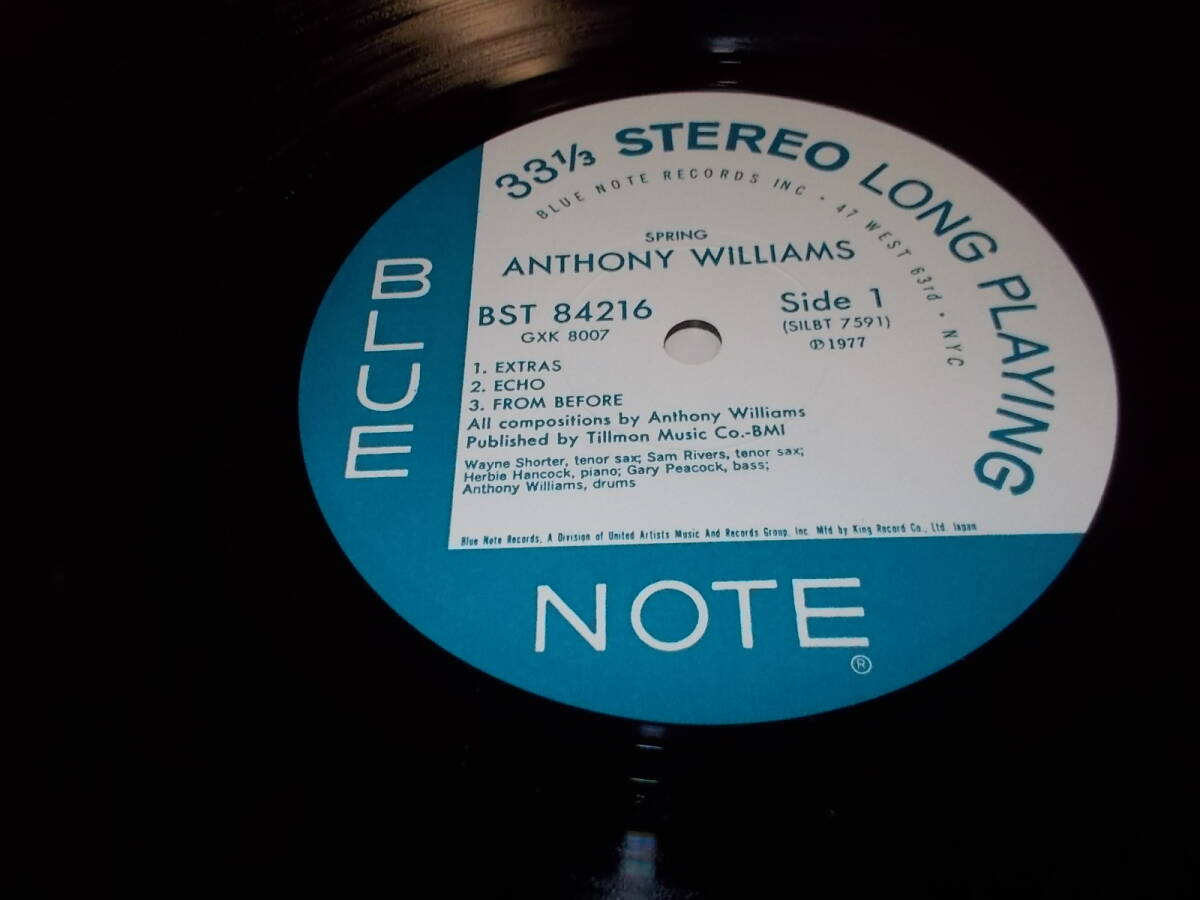 33⅓ STEREO LONG PLAYING
BLUE NOTE RECORDS INC • 47 WEST 63rd • NYC
SPRING
ANTHONY WILLIAMS
BST 84216
GXK 8007
Side 1
(SILBT 7591)
℗1977
1. EXTRAS
2. ECHO
3. FROM BEFORE
All compositions by Anthony Williams
Published by Tillmon Music Co.-BMI
Wayne Shorter, tenor sax; Sam Rivers, tenor sax;
Herbie Hancock, piano; Gary Peacock, bass;
Anthony Williams, drums
Blue Note Records, A Division of United Artists Music And Records Group, Inc. Mfd by King Record Co., Ltd. Japan
BLUE
NOTE
®